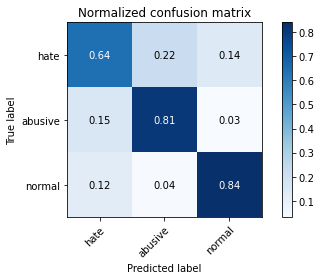 Normalized confusion matrix
True label
hate
0.64 0.22 0.14
abusive
0.15 0.81 0.03
normal
0.12 0.04 0.84
hate
abusive
normal
Predicted label
0.8
0.7
0.6
0.5
0.4
0.3
0.2
0.1